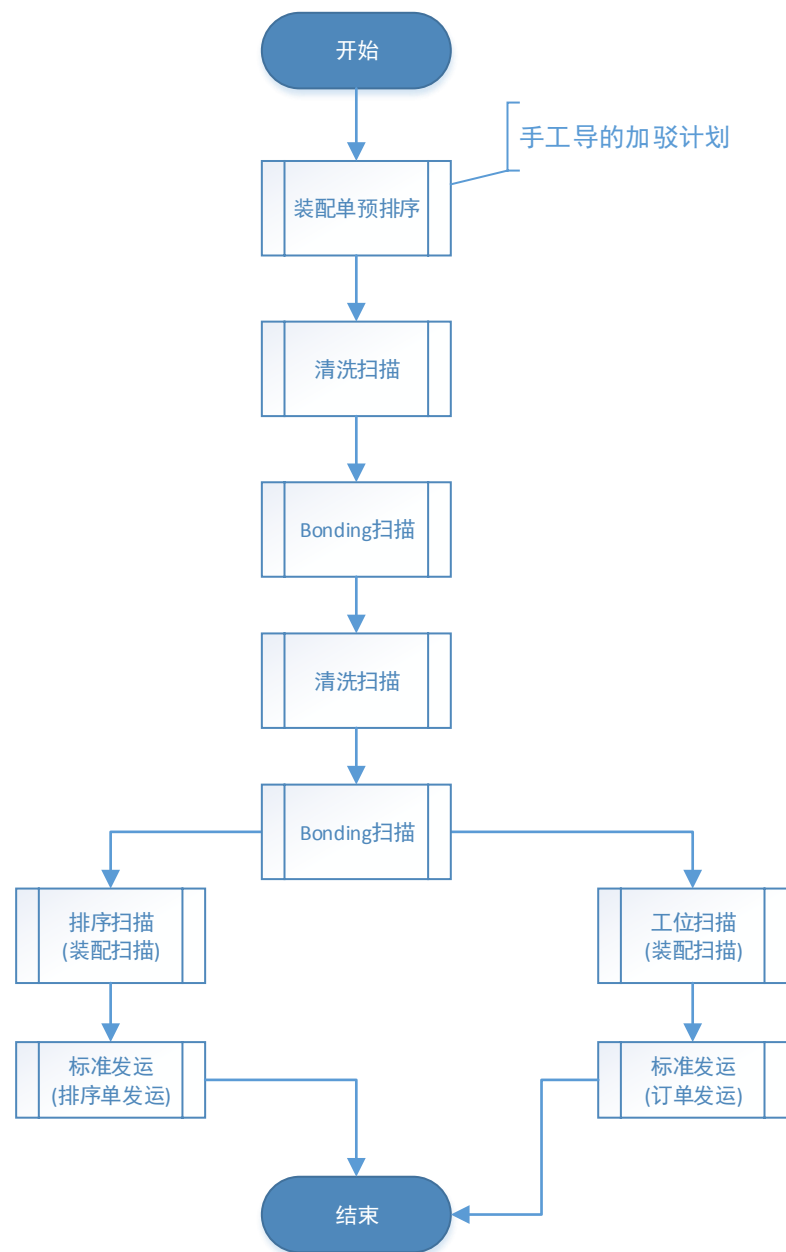 开始
手工导的加驳计划
装配单预排序
清洗扫描
Bonding扫描
清洗扫描
Bonding扫描
排序扫描
(装配扫描)
工位扫描
(装配扫描)
标准发运
(排序单发运)
标准发运
(订单发运)
结束